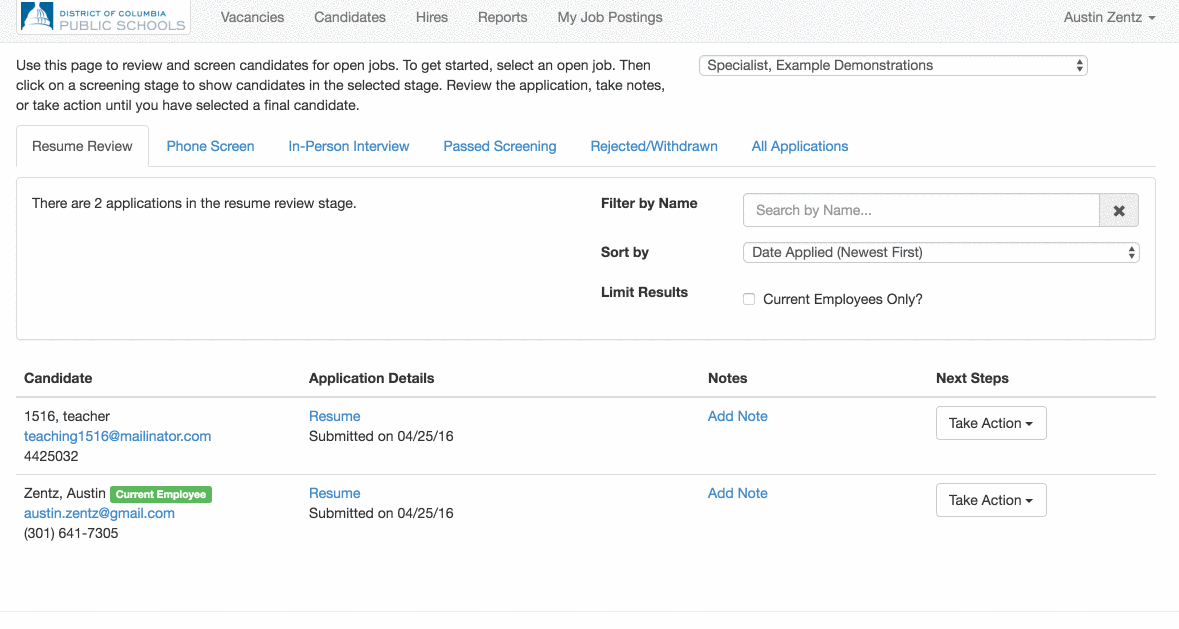 DISTRICT OF COLUMBIA
PUBLIC SCHOOLS
Vacancies Candidates Hires Reports My Job Postings Austin Zentz
Use this page to review and screen candidates for open jobs. To get started, select an open job. Then
click on a screening stage to show candidates in the selected stage. Review the application, take notes,
or take action until you have selected a final candidate.
Specialist, Example Demonstrations
Resume Review Phone Screen In-Person Interview Passed Screening Rejected/Withdrawn All Applications
There are 2 applications in the resume review stage.
Filter by Name Search by Name...
Sort by Date Applied (Newest First)
Limit Results Current Employees Only?
Candidate Application Details Notes Next Steps
1516, teacher Resume Add Note Take Action
teaching1516@mailinator.com Submitted on 04/25/16
4425032
Zentz, Austin Current Employee Resume Add Note Take Action
austin.zentz@gmail.com Submitted on 04/25/16
(301) 641-7305